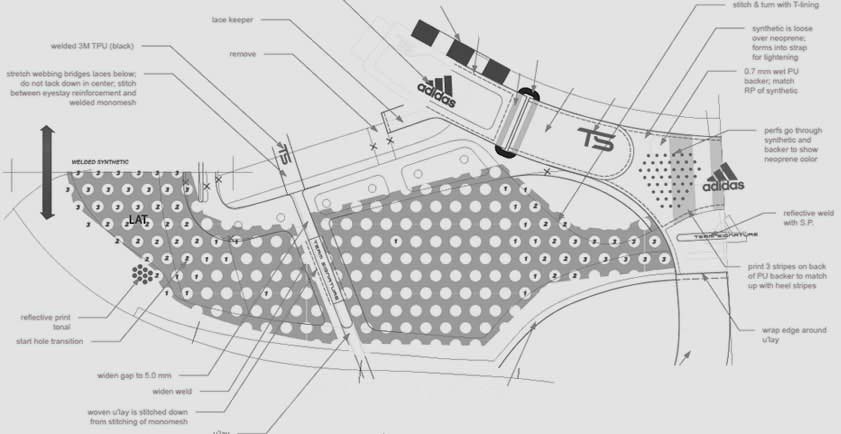 stitch & turn with T-lining
lace keeper
synthetic is loose
over neoprene;
forms into strap
for tightening
welded 3M TPU (black)
remove
stretch webbing bridges laces below;
do not tack down in center; stitch
between eyestay reinforcement and
welded monomesh
0.7 mm wet PU
backer; match
RP of synthetic
adidas
TS
perfs go through
synthetic and
backer to show
neoprene color
TS
WELDED SYNTHETIC
adidas
LAT.
reflective weld
with S.P.
TEAM SIGNATURE
TEAM SIGNATURE
print 3 stripes on back
of PU backer to match
up with heel stripes
reflective print
tonal
start hole transition
wrap edge around
u'lay
widen gap to 5.0 mm
widen weld
woven u'lay is stitched down
from stitching of monomesh
u'lay